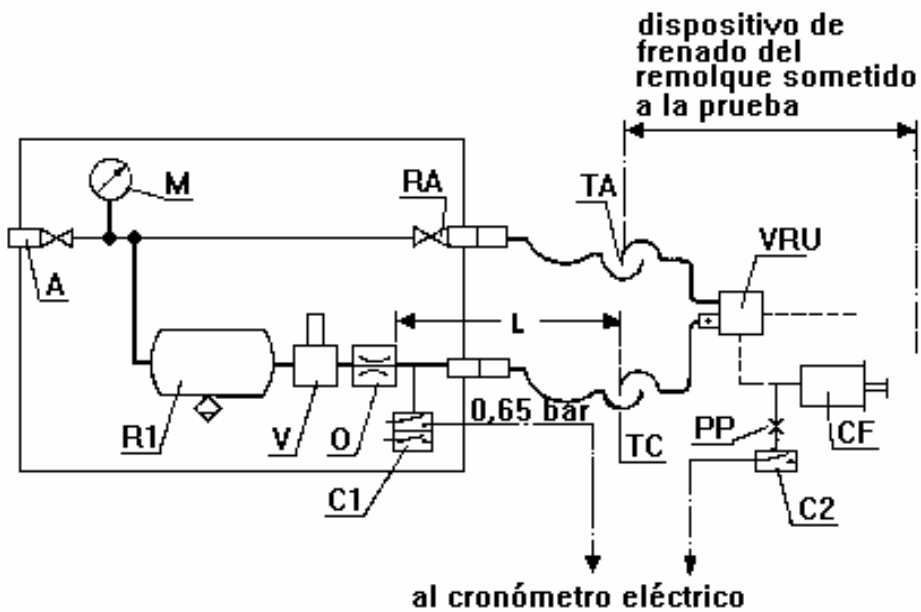 dispositivo de
frenado del
remolque sometido
a la prueba
M
RA
TA
VRU
A
L
R1
V
O
0,65 bar
C1
TC
PP
CF
C2
al cronómetro eléctrico